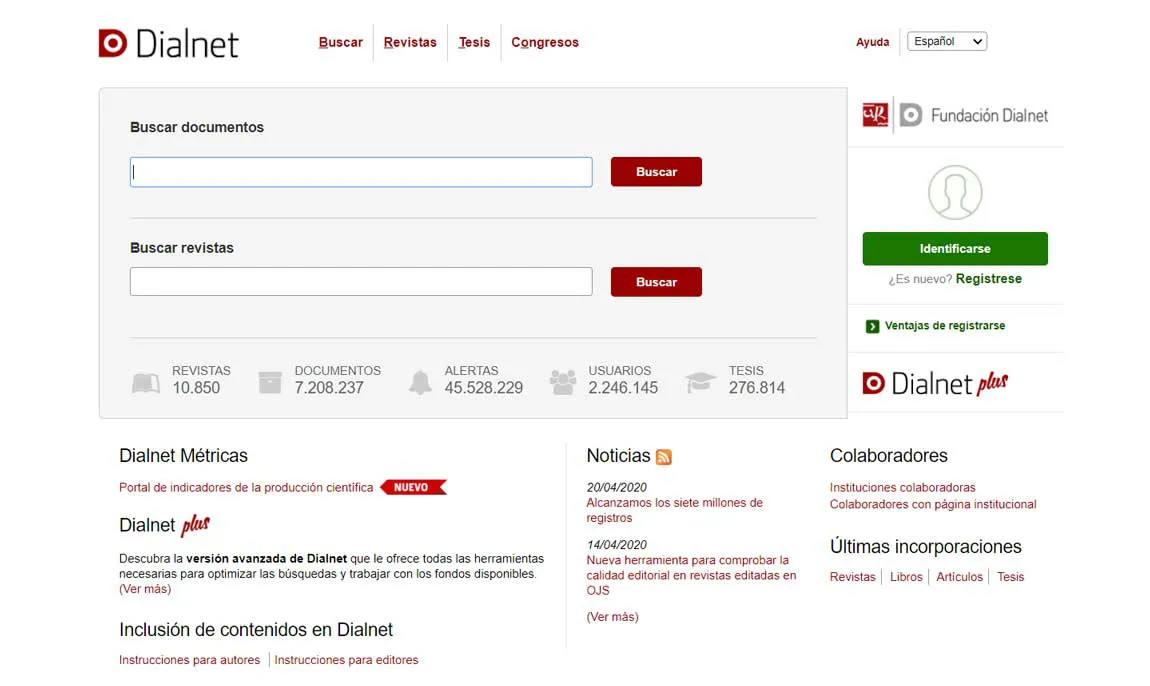 Dialnet
Buscar Revistas Tesis Congresos
Ayuda Español
Buscar documentos
Buscar
Buscar revistas
Buscar
REVISTAS
10.850
DOCUMENTOS
7.208.237
ALERTAS
45.528.229
USUARIOS
2.246.145
TESIS
276.814
UR Fundación Dialnet
Identificarse
¿Es nuevo? Registrese
Ventajas de registrarse
Dialnet plus
Dialnet Métricas
Portal de indicadores de la producción científica NUEVO
Dialnet plus
Descubra la versión avanzada de Dialnet que le ofrece todas las herramientas
necesarias para optimizar las búsquedas y trabajar con los fondos disponibles.
(Ver más)
Inclusión de contenidos en Dialnet
Instrucciones para autores Instrucciones para editores
Noticias
20/04/2020
Alcanzamos los siete millones de
registros
14/04/2020
Nueva herramienta para comprobar la
calidad editorial en revistas editadas en
OJS
(Ver más)
Colaboradores
Instituciones colaboradoras
Colaboradores con página institucional
Últimas incorporaciones
Revistas Libros Artículos Tesis